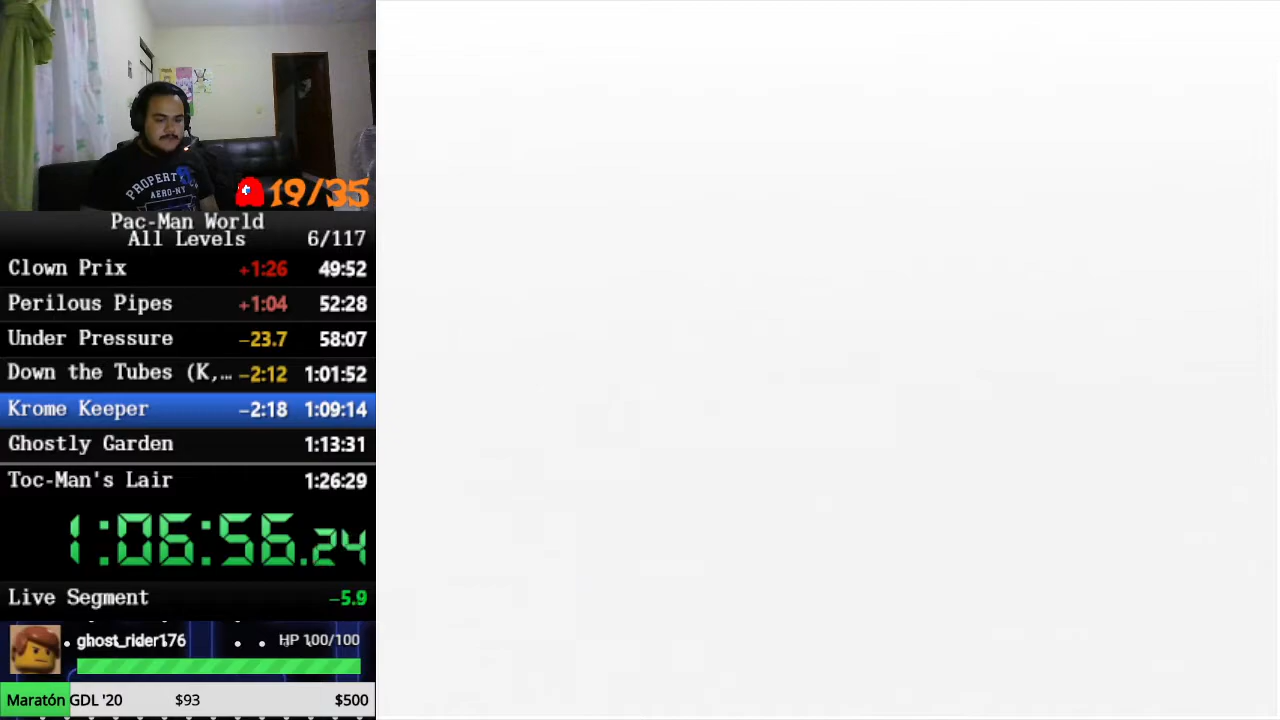 PROPERTY
AERO-NY
19/35
Pac-Man World
All Levels 6/117
Clown Prix +1:26 49:52
Perilous Pipes +1:04 52:28
Under Pressure -23.7 58:07
Down the Tubes (K,... -2:12 1:01:52
Krome Keeper -2:18 1:09:14
Ghostly Garden 1:13:31
Toc-Man's Lair 1:26:29
1:06:56.24
Live Segment -5.9
ghost_rider176 HP 100/100
Maratón GDL '20 $93 $500